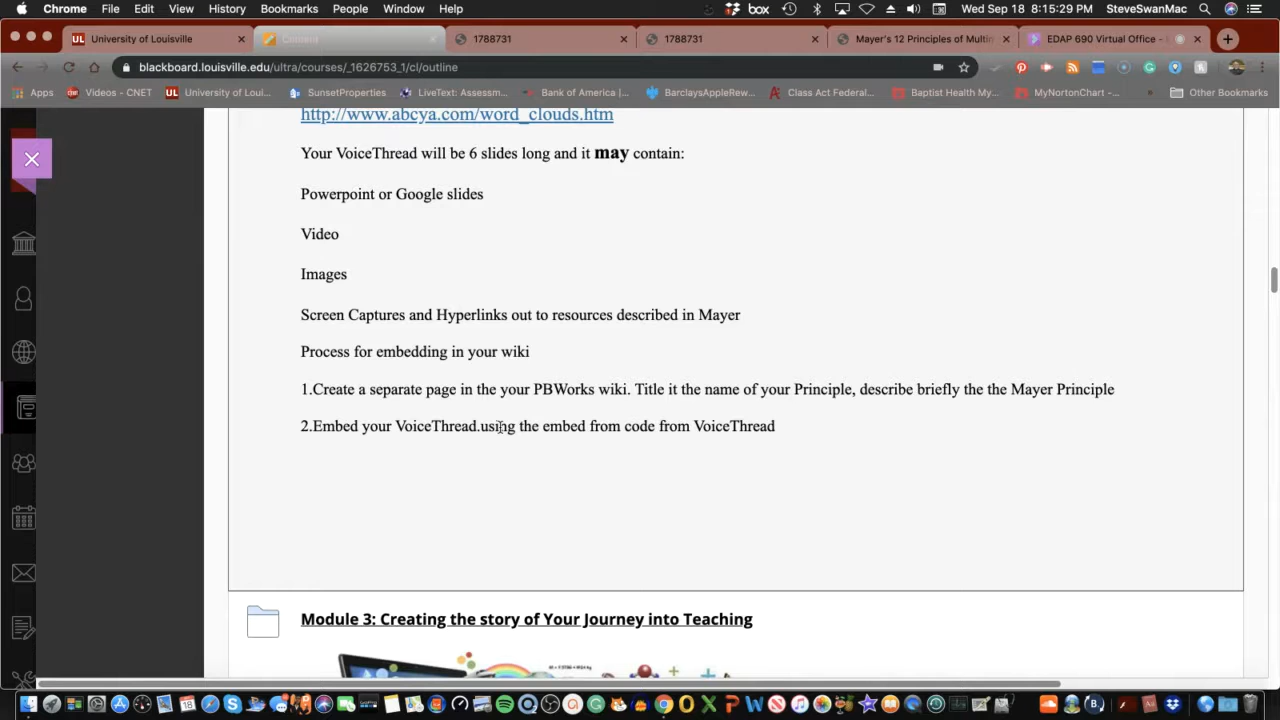 Chrome File Edit View History Bookmarks People Window Help box Wed Sep 18 8:15:29 PM SteveSwanMac
University of Louisville Content 1788731 1788731 Mayer's 12 Principles of Multim EDAP 690 Virtual Office -
blackboard.louisville.edu/ultra/courses/_1626753_1/cl/outline
Apps Videos - CNET University of Loui... SunsetProperties LiveText: Assessm... Bank of America |... BarclaysAppleRew... Class Act Federal... Baptist Health My... MyNortonChart -... Other Bookmarks
http://www.abcya.com/word_clouds.htm
Your VoiceThread will be 6 slides long and it may contain:
Powerpoint or Google slides
Video
Images
Screen Captures and Hyperlinks out to resources described in Mayer
Process for embedding in your wiki
1.Create a separate page in the your PBWorks wiki. Title it the name of your Principle, describe briefly the the Mayer Principle
2.Embed your VoiceThread.using the embed from code from VoiceThread
Module 3: Creating the story of Your Journey into Teaching